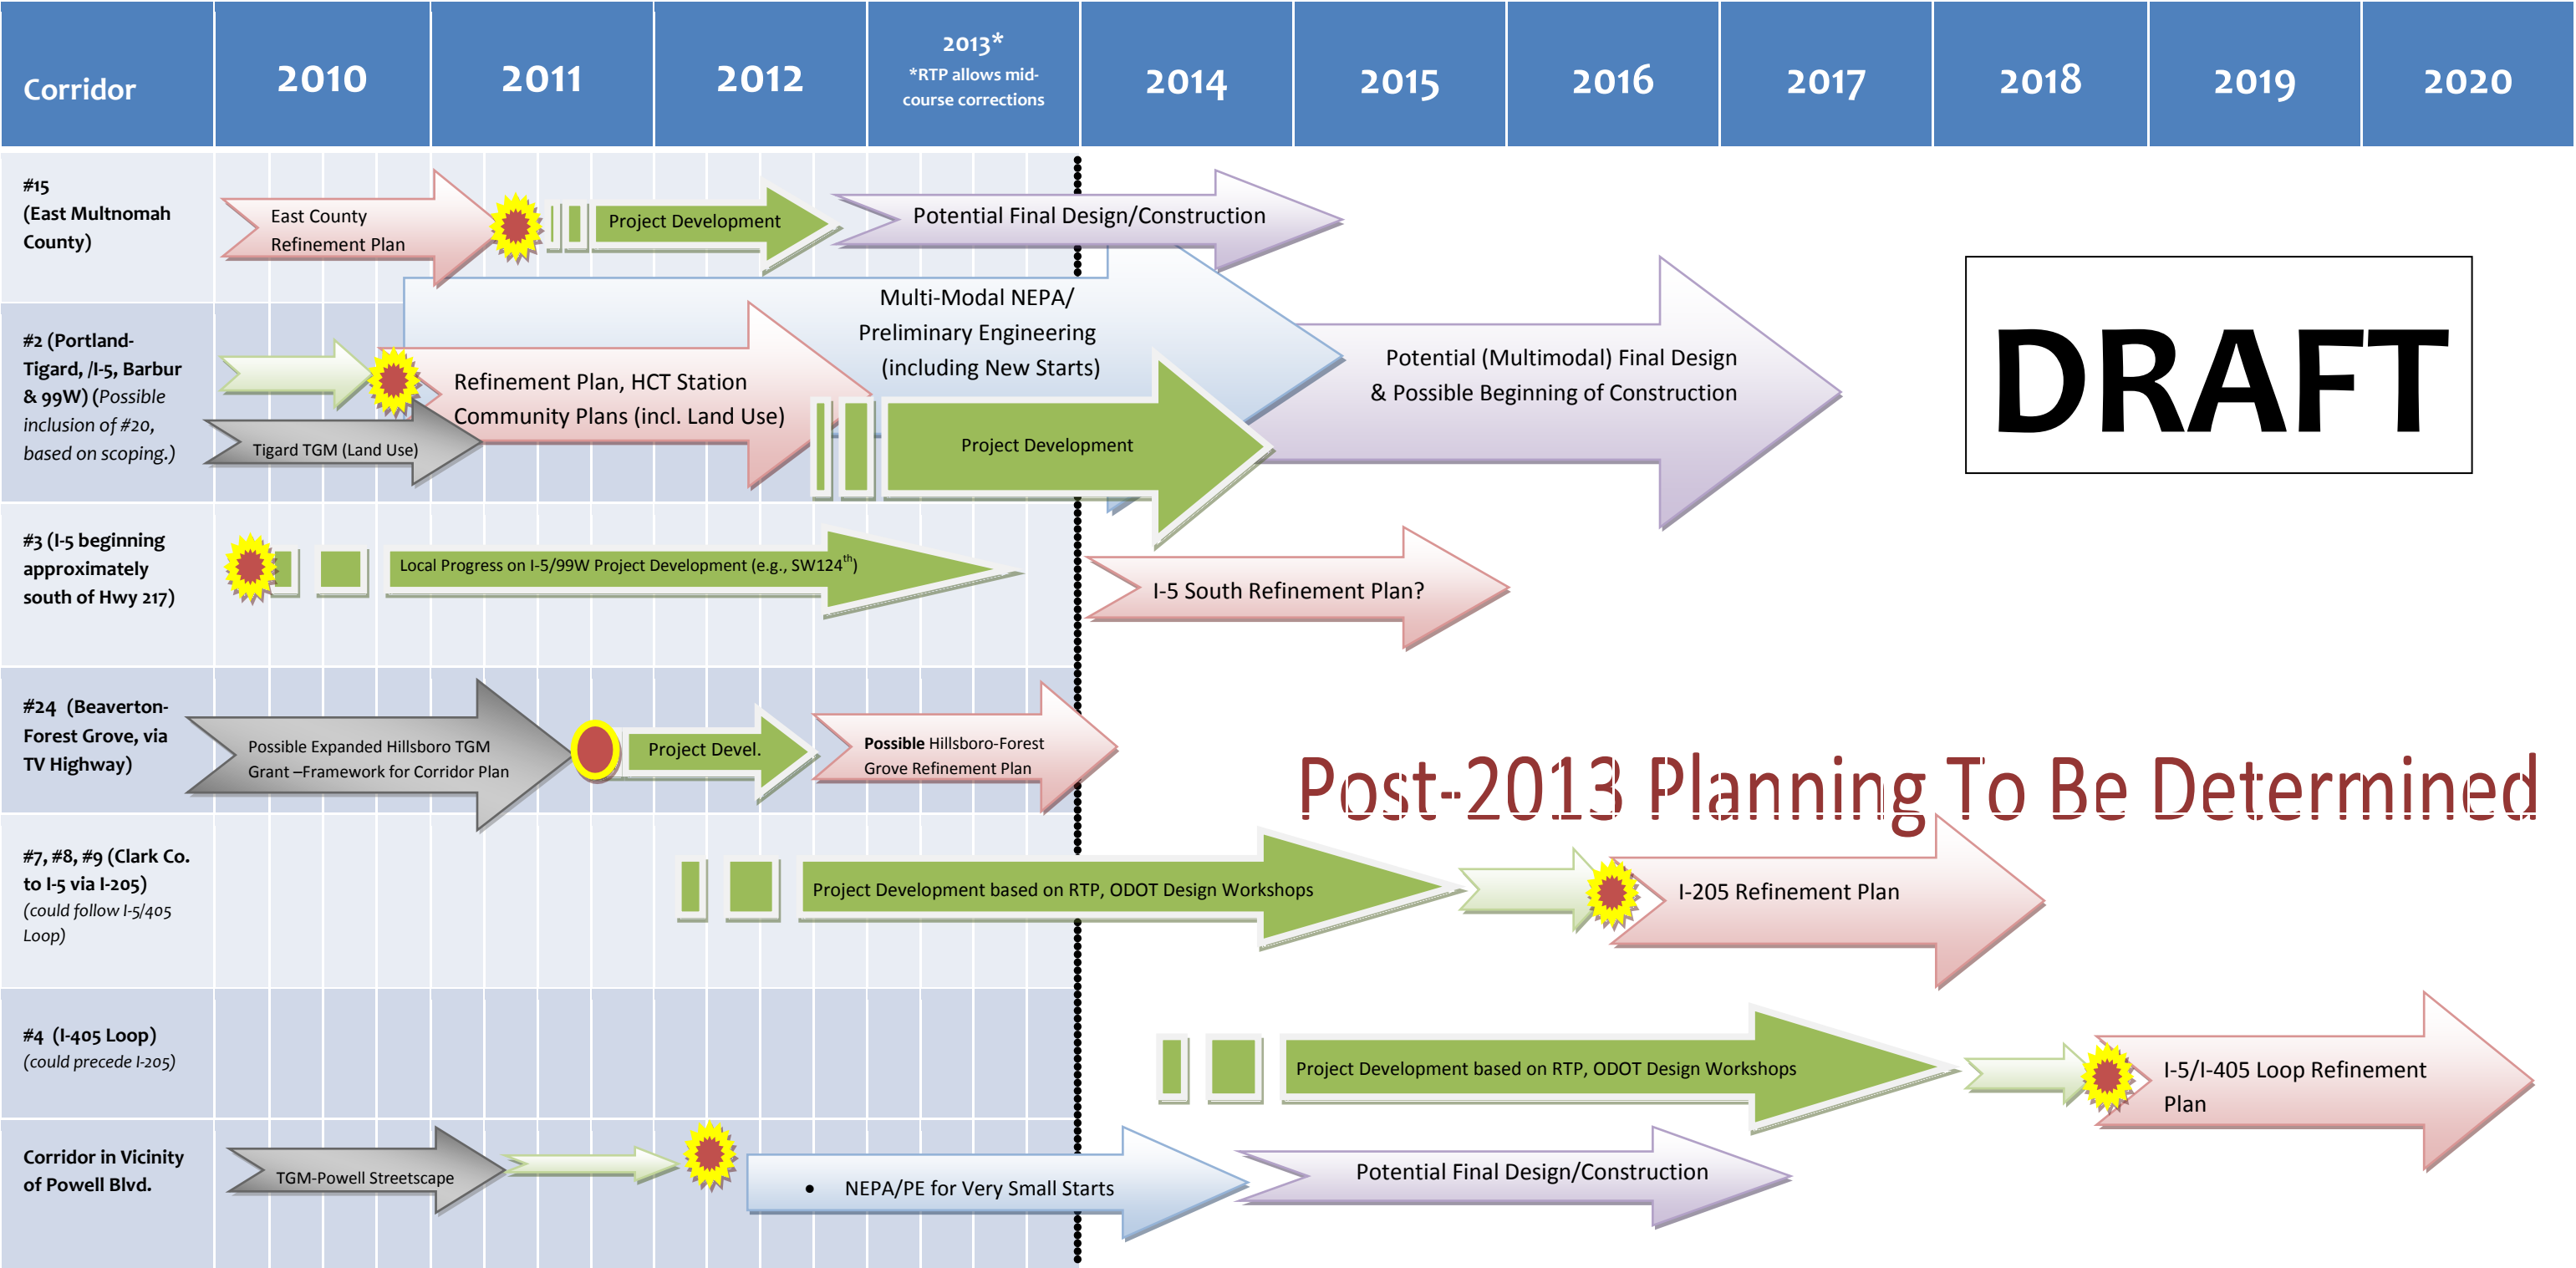 Corridor
2010
2011
2012
2013*
*RTP allows mid-
course corrections
2014
2015
2016
2017
2018
2019
2020
#15
(East Multnomah
County)
East County
Refinement Plan
Project Development
Potential Final Design/Construction
DRAFT
#2 (Portland-
Tigard, /I-5, Barbur
& 99W) (Possible
inclusion of #20,
based on scoping.)
Tigard TGM (Land Use)
Refinement Plan, HCT Station
Community Plans (incl. Land Use)
Multi-Modal NEPA/
Preliminary Engineering
(including New Starts)
Project Development
Potential (Multimodal) Final Design
& Possible Beginning of Construction
#3 (I-5 beginning
approximately
south of Hwy 217)
Local Progress on I-5/99W Project Development (e.g., SW124th)
I-5 South Refinement Plan?
#24 (Beaverton-
Forest Grove, via
TV Highway)
Possible Expanded Hillsboro TGM
Grant –Framework for Corridor Plan
Project Devel.
Possible Hillsboro-Forest
Grove Refinement Plan
Post-2013 Planning To Be Determined
#7, #8, #9 (Clark Co.
to I-5 via I-205)
(could follow I-5/405
Loop)
Project Development based on RTP, ODOT Design Workshops
I-205 Refinement Plan
#4 (I-405 Loop)
(could precede I-205)
Project Development based on RTP, ODOT Design Workshops
I-5/I-405 Loop Refinement
Plan
Corridor in Vicinity
of Powell Blvd.
TGM-Powell Streetscape
• NEPA/PE for Very Small Starts
Potential Final Design/Construction